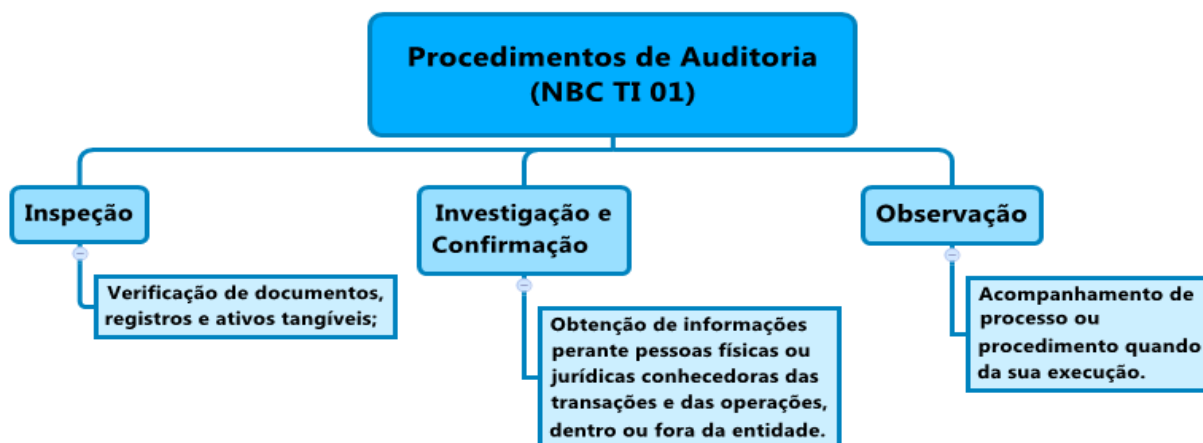 Procedimentos de Auditoria
(NBC TI 01)
Inspeção
Verificação de documentos,
registros e ativos tangíveis;
Investigação e
Confirmação
Obtenção de informações
perante pessoas físicas ou
jurídicas conhecedoras das
transações e das operações,
dentro ou fora da entidade.
Observação
Acompanhamento de
processo ou
procedimento quando
da sua execução.